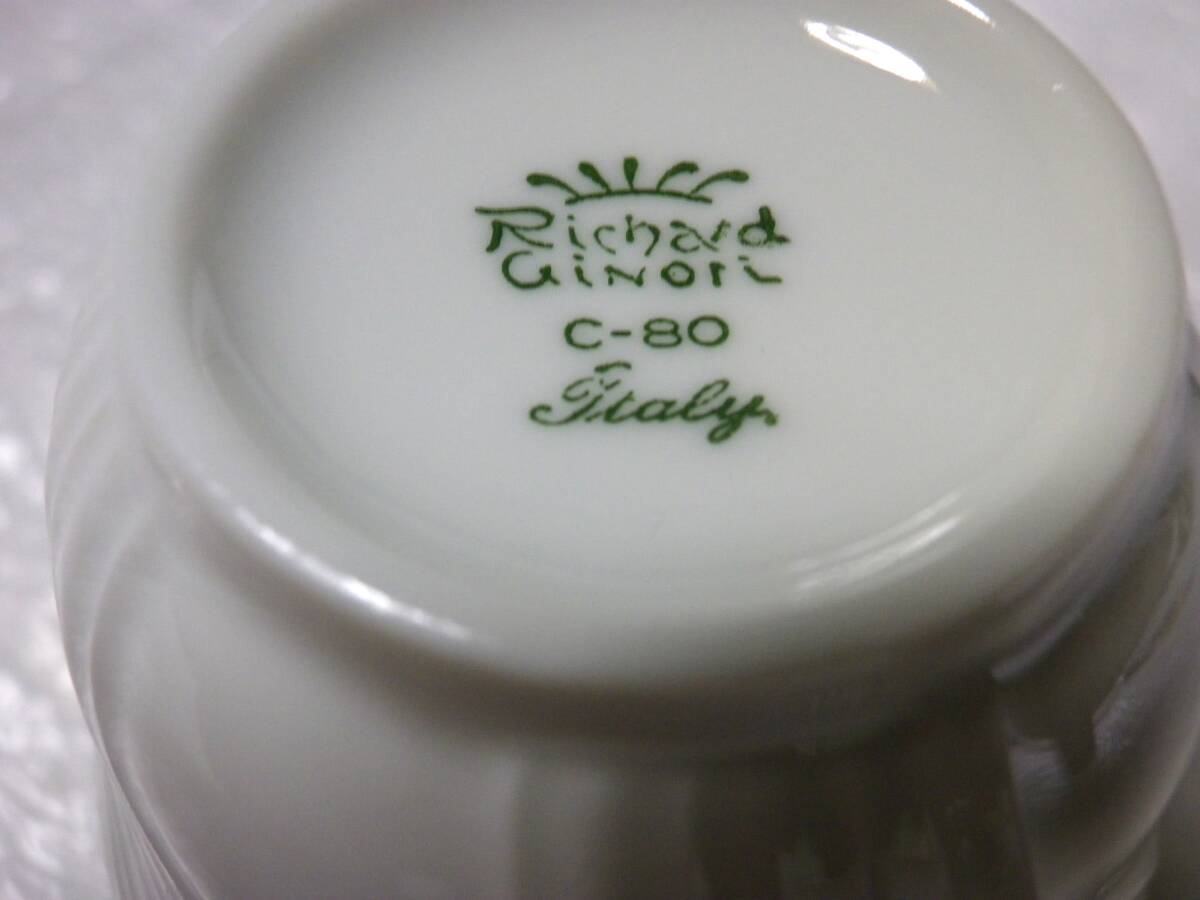 Richard
Ginori
C-80
Italy.